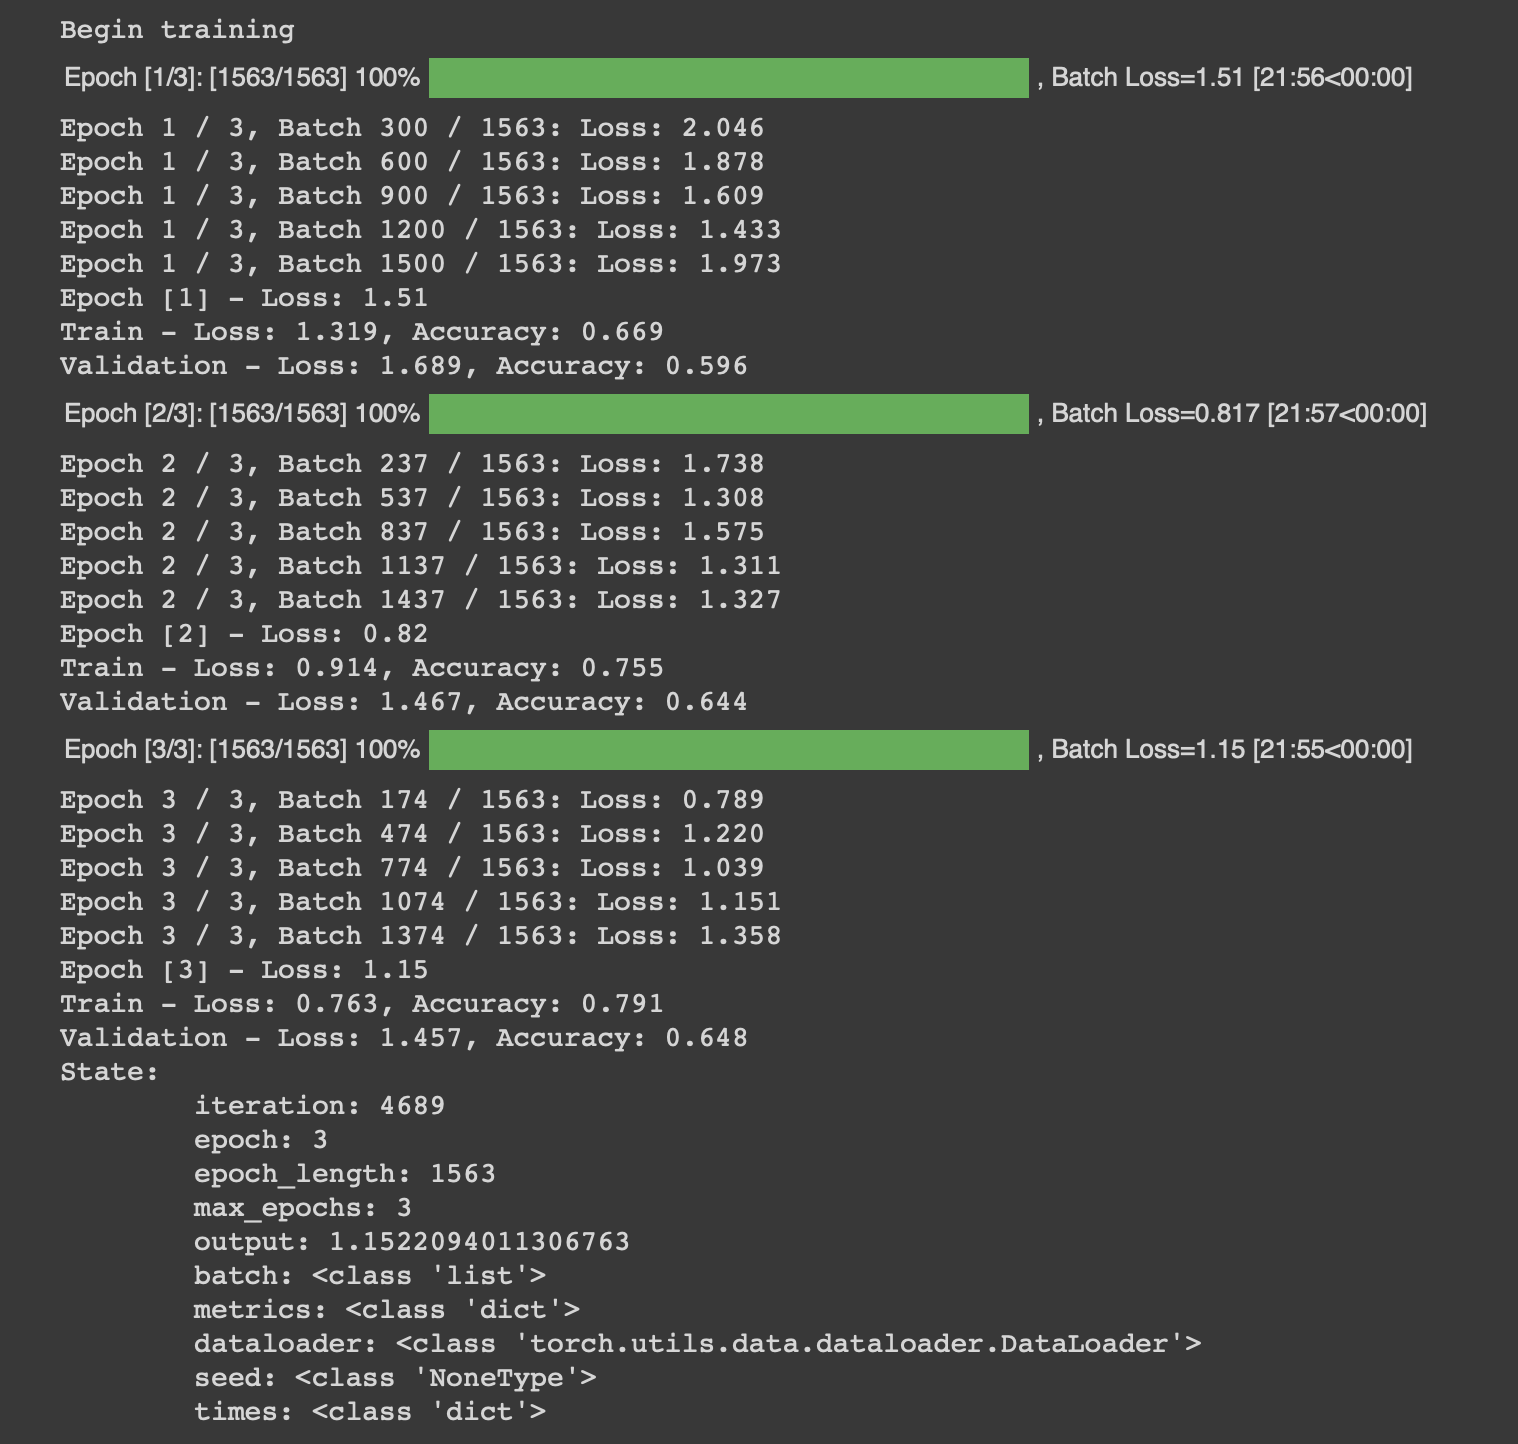 Begin training
Epoch [1/3]: [1563/1563] 100% , Batch Loss=1.51 [21:56<00:00]
Epoch 1 / 3, Batch 300 / 1563: Loss: 2.046
Epoch 1 / 3, Batch 600 / 1563: Loss: 1.878
Epoch 1 / 3, Batch 900 / 1563: Loss: 1.609
Epoch 1 / 3, Batch 1200 / 1563: Loss: 1.433
Epoch 1 / 3, Batch 1500 / 1563: Loss: 1.973
Epoch [1] - Loss: 1.51
Train - Loss: 1.319, Accuracy: 0.669
Validation - Loss: 1.689, Accuracy: 0.596
Epoch [2/3]: [1563/1563] 100% , Batch Loss=0.817 [21:57<00:00]
Epoch 2 / 3, Batch 237 / 1563: Loss: 1.738
Epoch 2 / 3, Batch 537 / 1563: Loss: 1.308
Epoch 2 / 3, Batch 837 / 1563: Loss: 1.575
Epoch 2 / 3, Batch 1137 / 1563: Loss: 1.311
Epoch 2 / 3, Batch 1437 / 1563: Loss: 1.327
Epoch [2] - Loss: 0.82
Train - Loss: 0.914, Accuracy: 0.755
Validation - Loss: 1.467, Accuracy: 0.644
Epoch [3/3]: [1563/1563] 100% , Batch Loss=1.15 [21:55<00:00]
Epoch 3 / 3, Batch 174 / 1563: Loss: 0.789
Epoch 3 / 3, Batch 474 / 1563: Loss: 1.220
Epoch 3 / 3, Batch 774 / 1563: Loss: 1.039
Epoch 3 / 3, Batch 1074 / 1563: Loss: 1.151
Epoch 3 / 3, Batch 1374 / 1563: Loss: 1.358
Epoch [3] - Loss: 1.15
Train - Loss: 0.763, Accuracy: 0.791
Validation - Loss: 1.457, Accuracy: 0.648
State:
iteration: 4689
epoch: 3
epoch_length: 1563
max_epochs: 3
output: 1.1522094011306763
batch: <class 'list'>
metrics: <class 'dict'>
dataloader: <class 'torch.utils.data.dataloader.DataLoader'>
seed: <class 'NoneType'>
times: <class 'dict'>